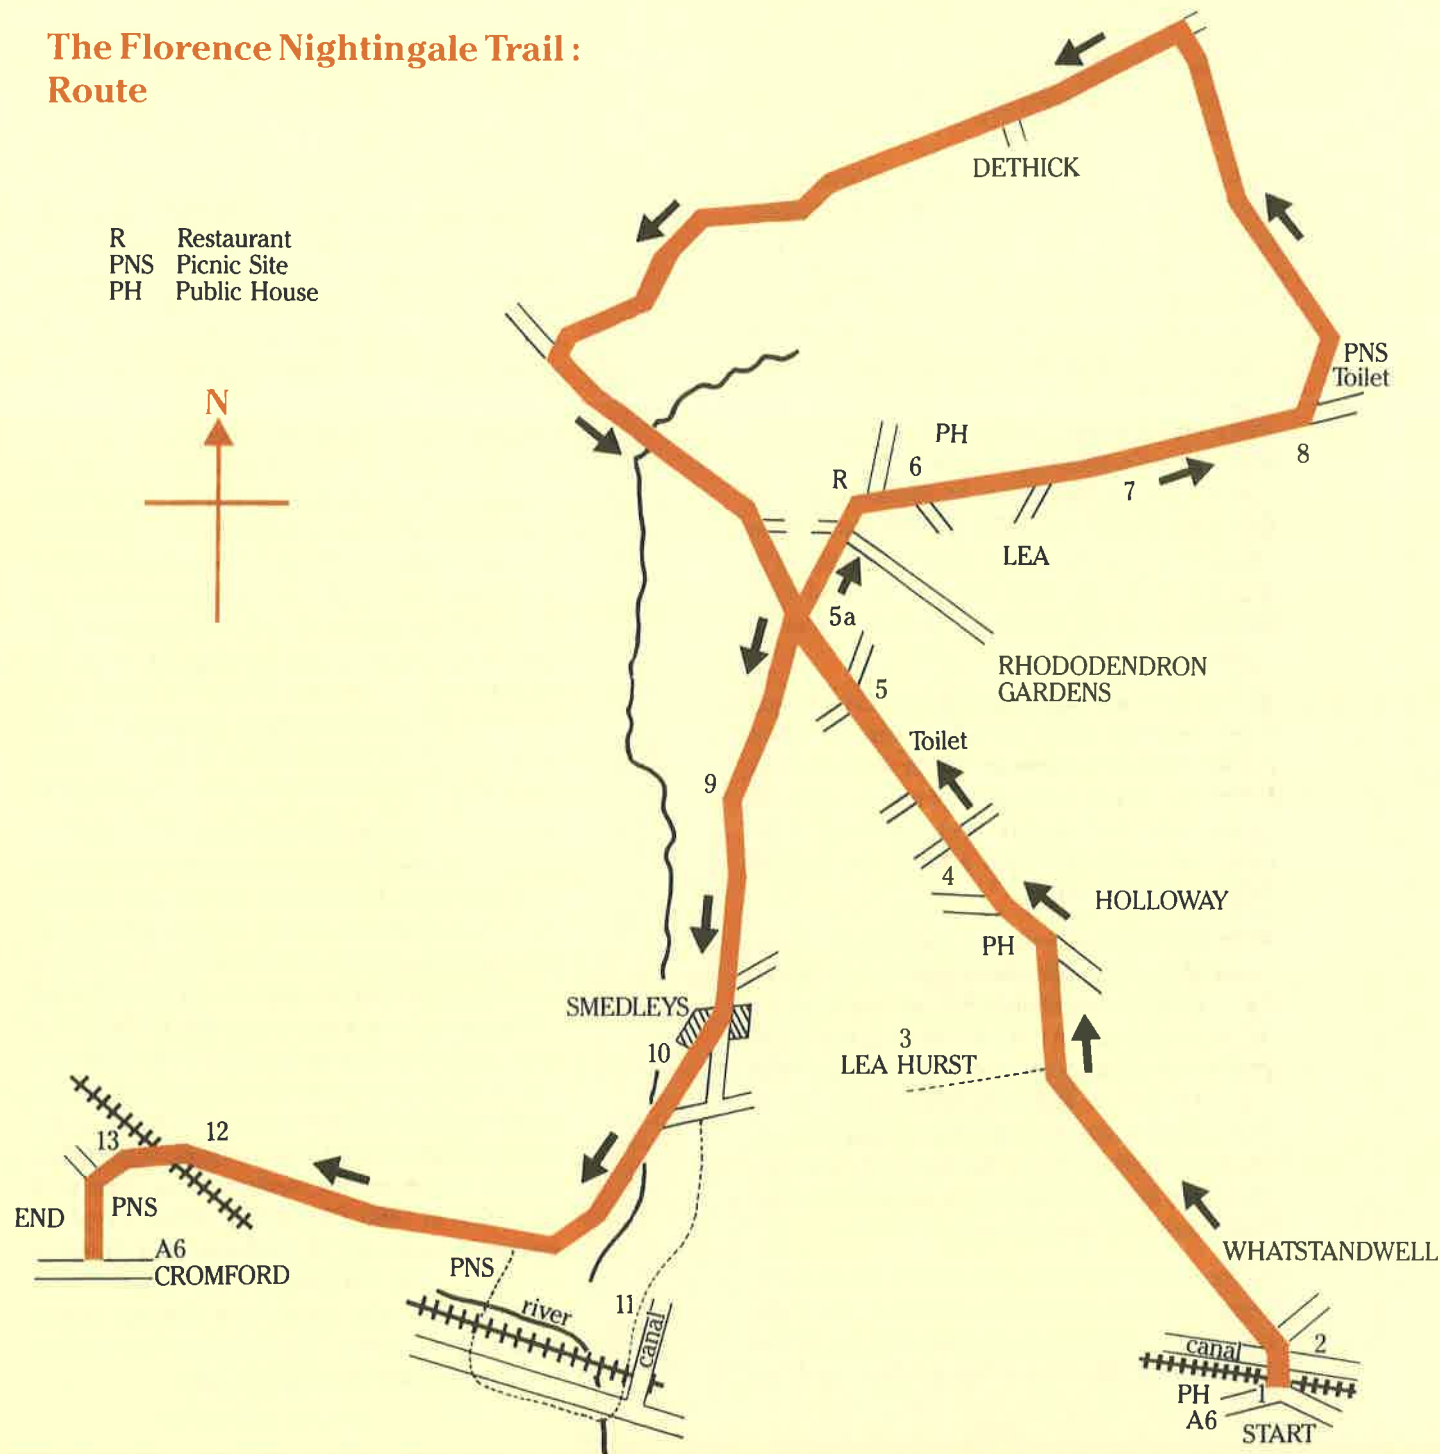 The Florence Nightingale Trail :
Route
R Restaurant
PNS Picnic Site
PH Public House
N
DETHICK
PNS
Toilet
PH
6
8
R
7
LEA
5a
RHODODENDRON
GARDENS
5
Toilet
9
4
HOLLOWAY
PH
SMEDLEYS
3
LEA HURST
10
12
13
PNS
END
A6
CROMFORD
WHATSTANDWELL
PNS
river
11
canal
canal
2
PH
1
A6
START